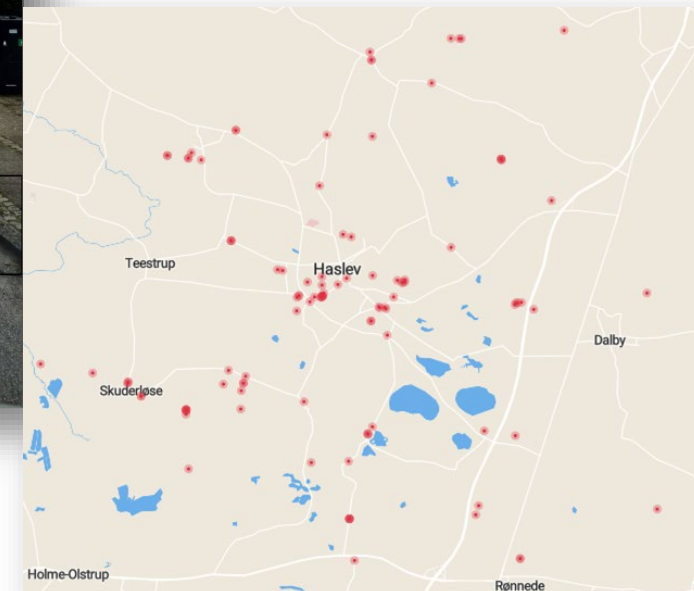 Haslev
Teestrup
Dalby
Skuderløse
Holme-Olstrup
Rønnede